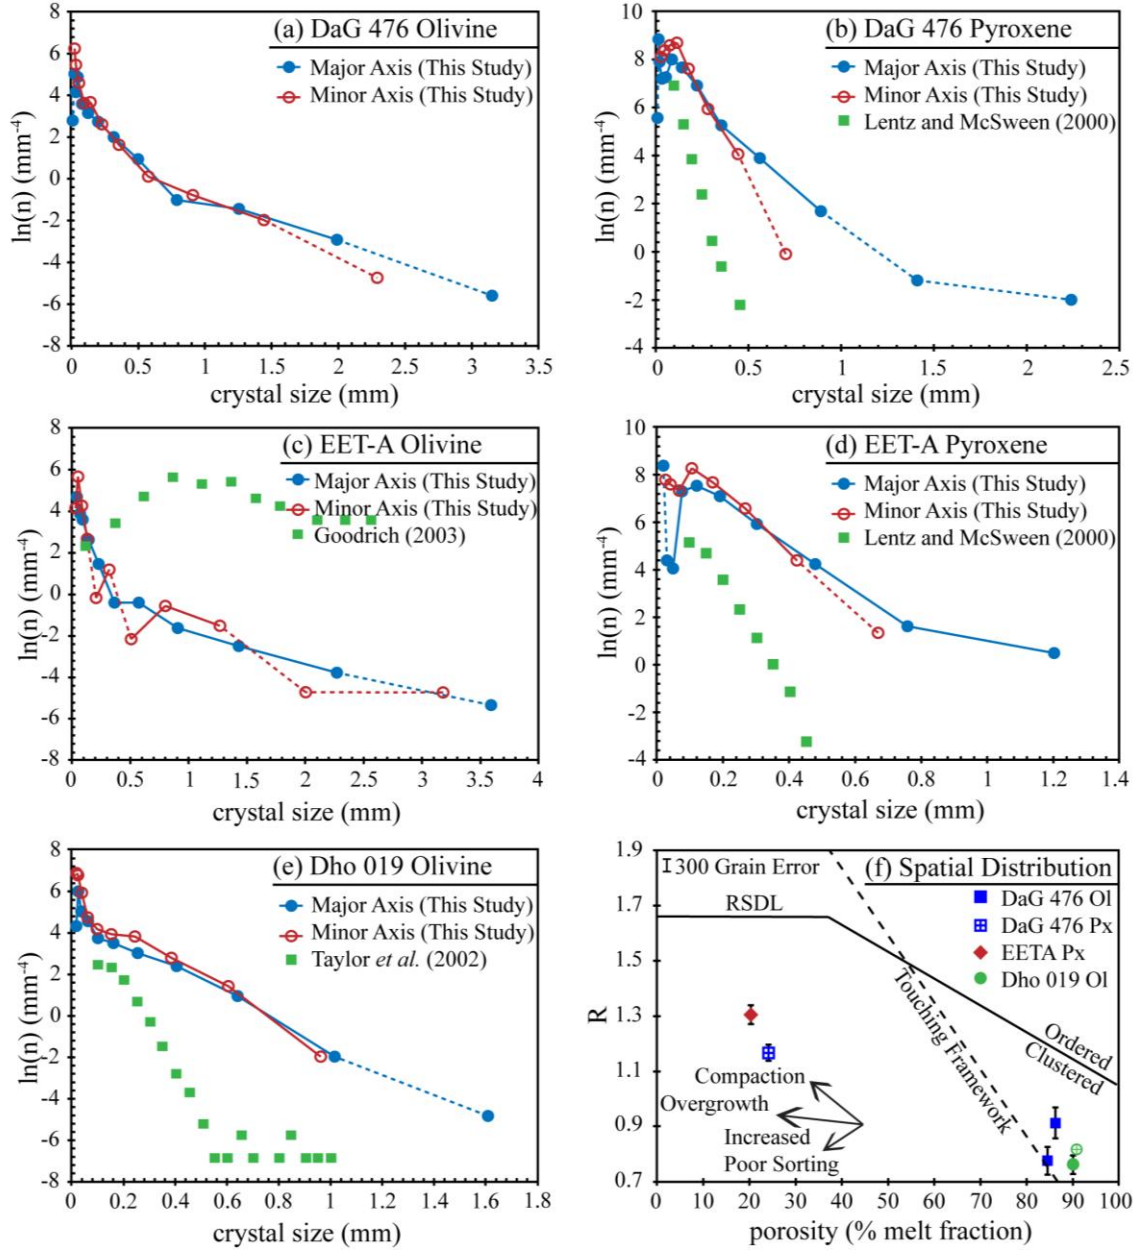 (a) DaG 476 Olivine
Major Axis (This Study)
Minor Axis (This Study)
ln(n) (mm⁻⁴)
8
6
4
2
0
-2
-4
-6
-8
0 0.5 1 1.5 2 2.5 3 3.5
crystal size (mm)
(b) DaG 476 Pyroxene
Major Axis (This Study)
Minor Axis (This Study)
Lentz and McSween (2000)
ln(n) (mm⁻⁴)
10
8
6
4
2
0
-2
-4
0 0.5 1 1.5 2 2.5
crystal size (mm)
(c) EET-A Olivine
Major Axis (This Study)
Minor Axis (This Study)
Goodrich (2003)
ln(n) (mm⁻⁴)
8
6
4
2
0
-2
-4
-6
-8
0 0.5 1 1.5 2 2.5 3 3.5 4
crystal size (mm)
(d) EET-A Pyroxene
Major Axis (This Study)
Minor Axis (This Study)
Lentz and McSween (2000)
ln(n) (mm⁻⁴)
10
8
6
4
2
0
-2
-4
0 0.2 0.4 0.6 0.8 1 1.2 1.4
crystal size (mm)
(e) Dho 019 Olivine
Major Axis (This Study)
Minor Axis (This Study)
Taylor et al. (2002)
ln(n) (mm⁻⁴)
8
6
4
2
0
-2
-4
-6
-8
0 0.2 0.4 0.6 0.8 1 1.2 1.4 1.6 1.8
crystal size (mm)
(f) Spatial Distribution
300 Grain Error
DaG 476 Ol
DaG 476 Px
EETA Px
Dho 019 Ol
RSDL
Touching Framework
Ordered
Clustered
Compaction
Overgrowth
Increased
Poor Sorting
R
1.9
1.7
1.5
1.3
1.1
0.9
0.7
0 10 20 30 40 50 60 70 80 90 100
porosity (% melt fraction)